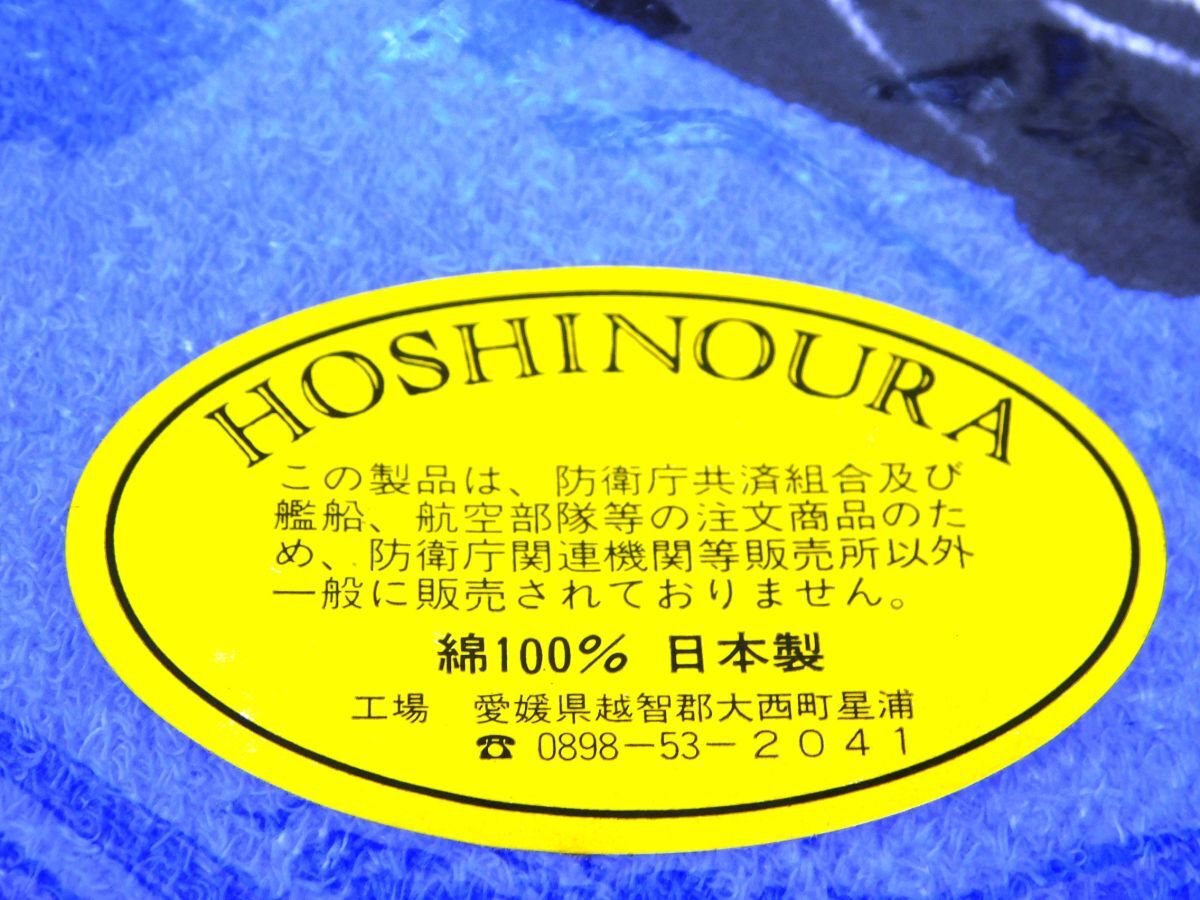 HOSHINOURA
この製品は、防衛庁共済組合及び
艦船、航空部隊等の注文商品のた
め、防衛庁関連機関等販売所以外
一般に販売されておりません。
綿100% 日本製
工場 愛媛県越智郡大西町星浦
☎ 0898-53-2041